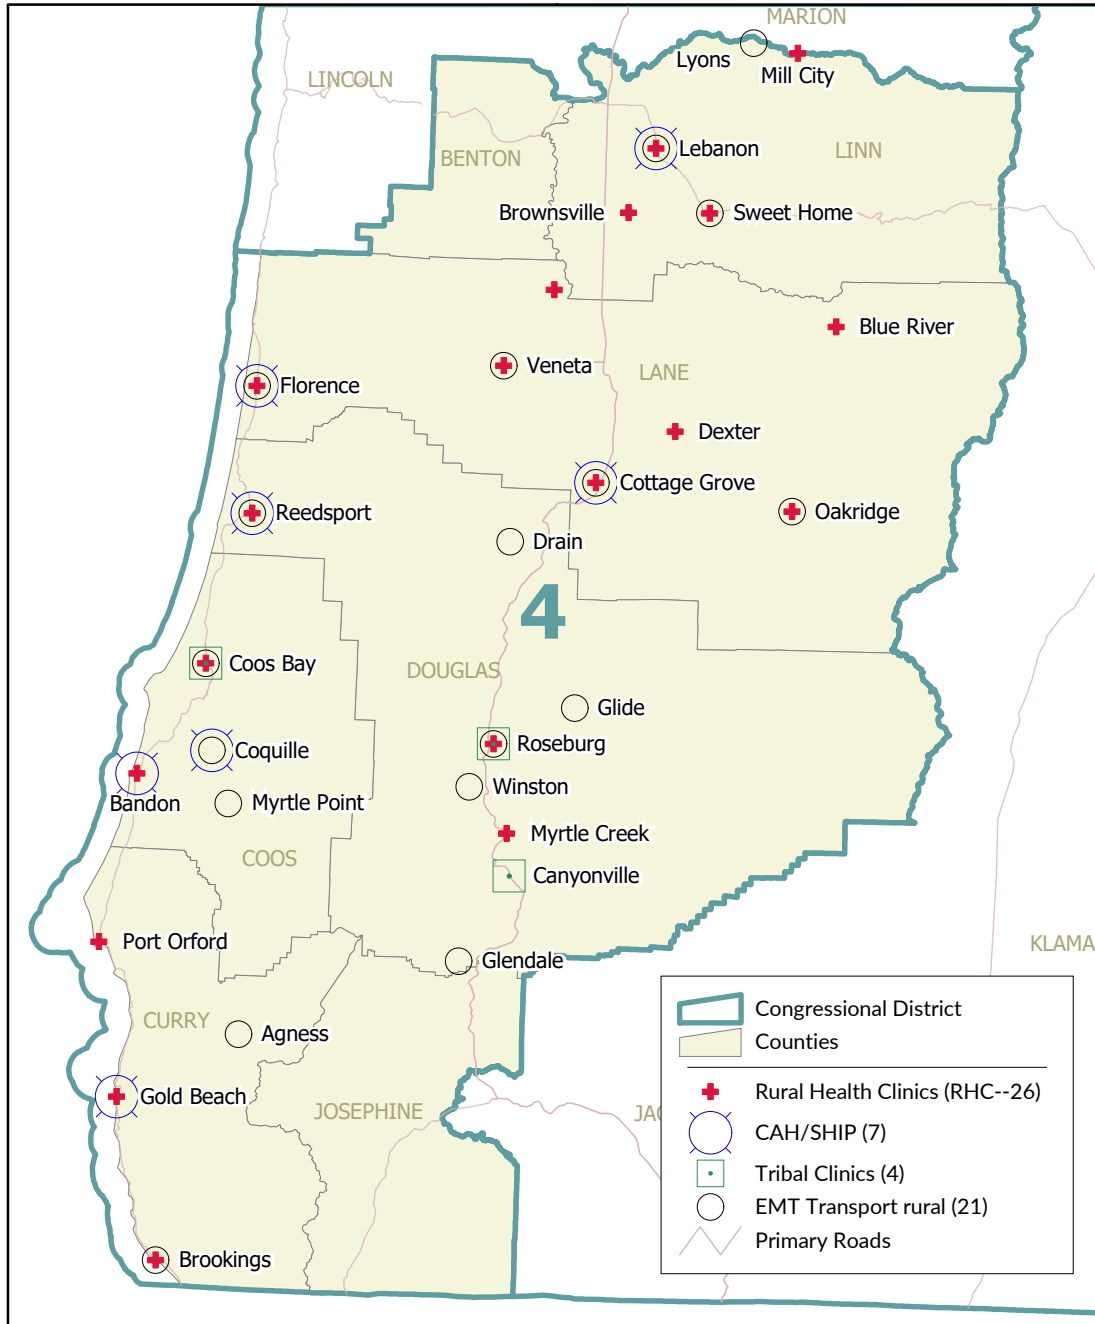 MARION
Lyons
Mill City
LINCOLN
BENTON
Lebanon
LINN
Brownsville
Sweet Home
Blue River
Veneta
LANE
Florence
Dexter
Cottage Grove
Reedsport
Oakridge
Drain
4
Coos Bay
DOUGLAS
Glide
Roseburg
Coquille
Winston
Bandon
Myrtle Point
Myrtle Creek
COOS
Canyonville
Port Orford
KLAMA
Glendale
CURRY
Agness
Gold Beach
JOSEPHINE
JAC
Brookings
Congressional District
Counties
Rural Health Clinics (RHC--26)
CAH/SHIP (7)
Tribal Clinics (4)
EMT Transport rural (21)
Primary Roads